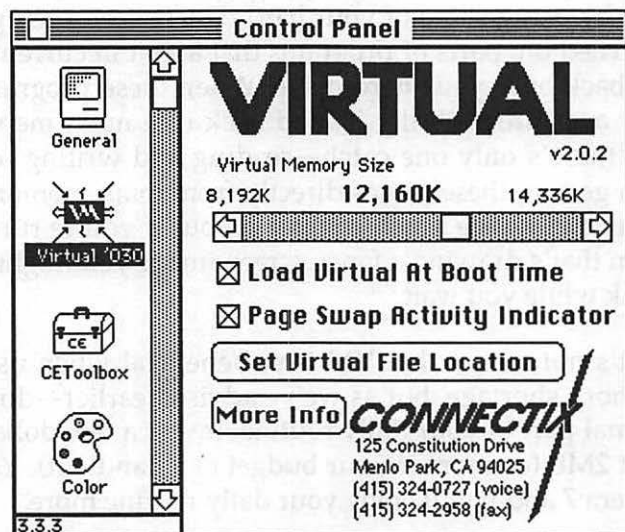 Control Panel
General
Virtual 030
CE
CEToolbox
Color
3.3.3
VIRTUAL
v2.0.2
Virtual Memory Size
8,192K 12,160K 14,336K
Load Virtual At Boot Time
Page Swap Activity Indicator
Set Virtual File Location
More Info
CONNECTIX
125 Constitution Drive
Menlo Park, CA 94025
(415) 324-0727 (voice)
(415) 324-2958 (fax)